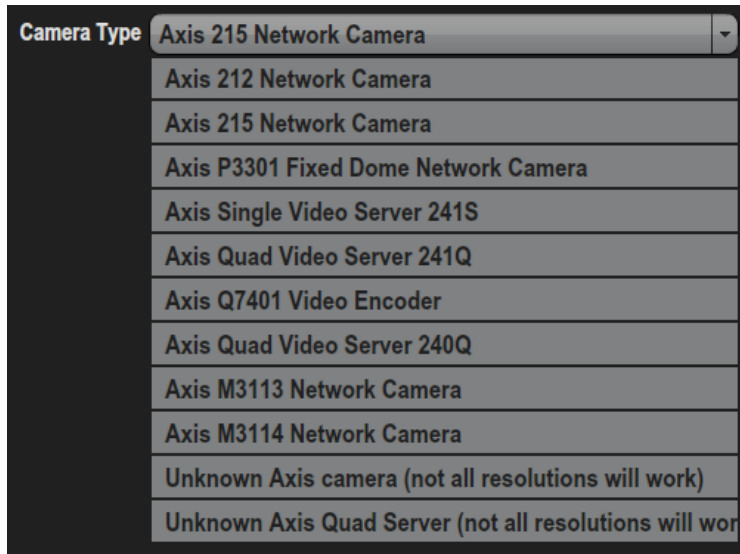 Camera Type Axis 215 Network Camera
Axis 212 Network Camera
Axis 215 Network Camera
Axis P3301 Fixed Dome Network Camera
Axis Single Video Server 241S
Axis Quad Video Server 241Q
Axis Q7401 Video Encoder
Axis Quad Video Server 240Q
Axis M3113 Network Camera
Axis M3114 Network Camera
Unknown Axis camera (not all resolutions will work)
Unknown Axis Quad Server (not all resolutions will